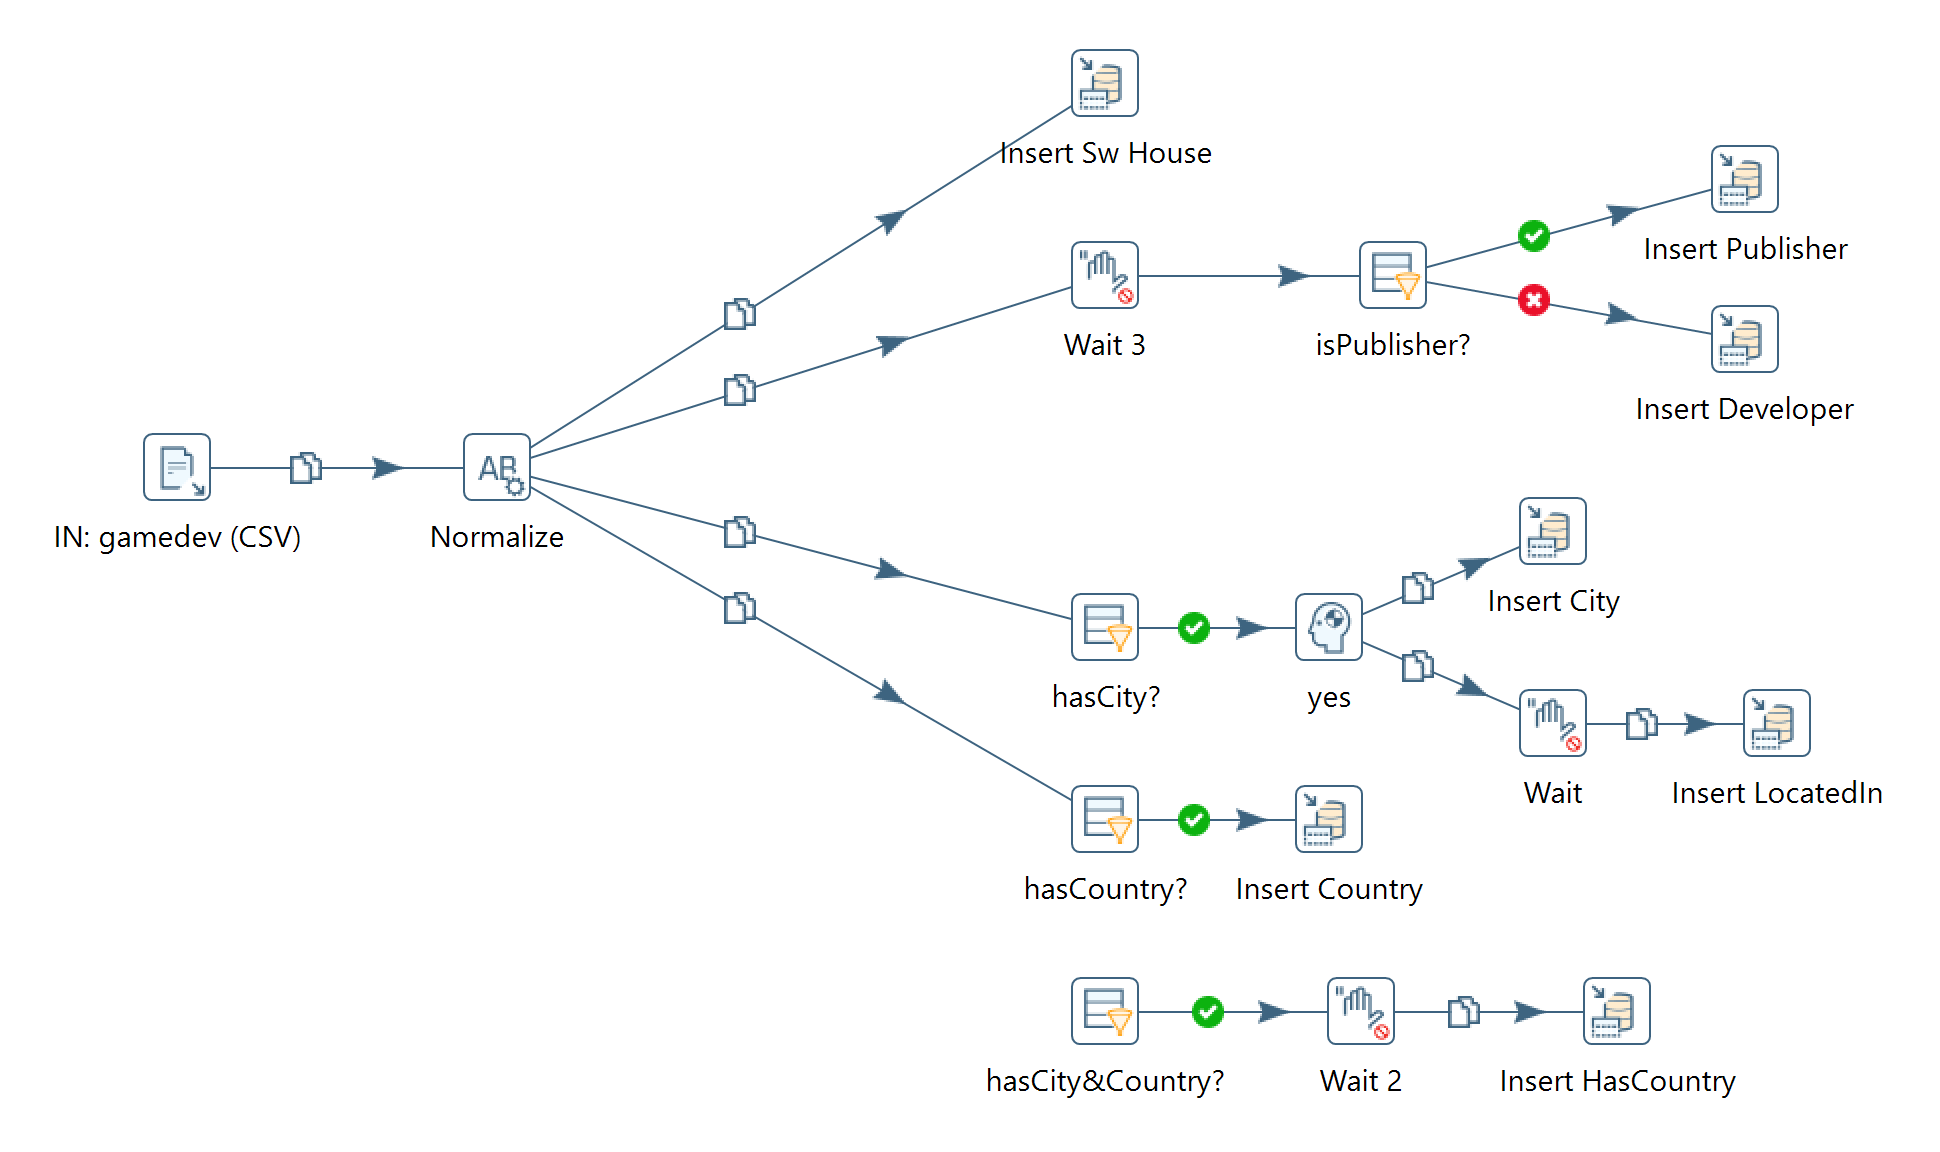 Insert Sw House
Insert Publisher
Wait 3
isPublisher?
Insert Developer
IN: gamedev (CSV)
AB
Normalize
Insert City
hasCity?
yes
Wait
Insert LocatedIn
hasCountry?
Insert Country
hasCity&Country?
Wait 2
Insert HasCountry